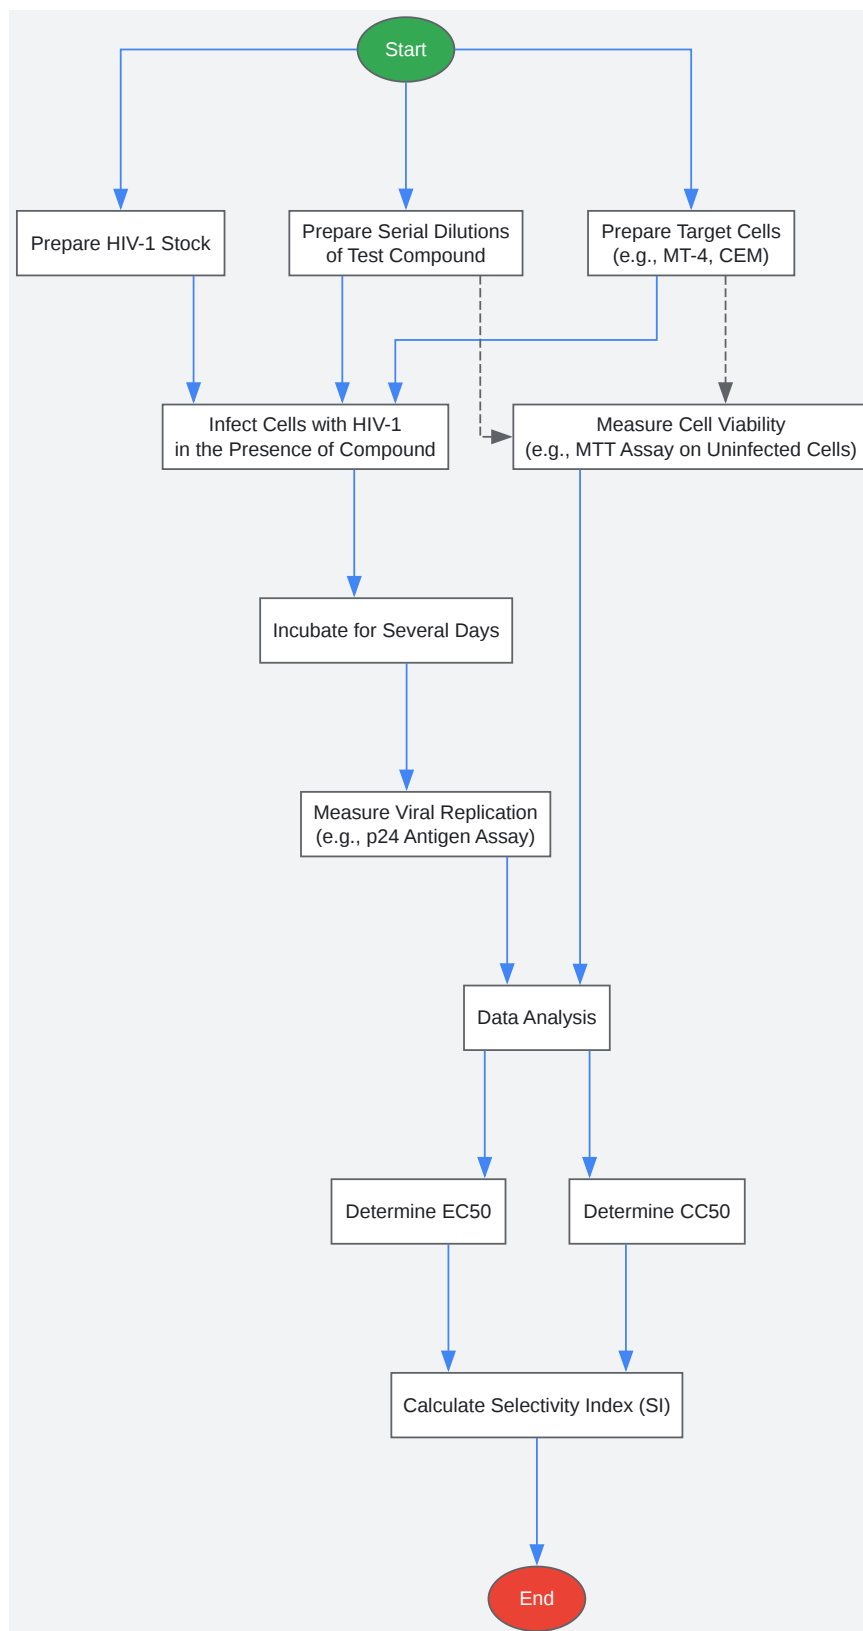 Start
Prepare HIV-1 Stock
Prepare Serial Dilutions
of Test Compound
Prepare Target Cells
(e.g., MT-4, CEM)
Infect Cells with HIV-1
in the Presence of Compound
Measure Cell Viability
(e.g., MTT Assay on Uninfected Cells)
Incubate for Several Days
Measure Viral Replication
(e.g., p24 Antigen Assay)
Data Analysis
Determine EC50
Determine CC50
Calculate Selectivity Index (SI)
End